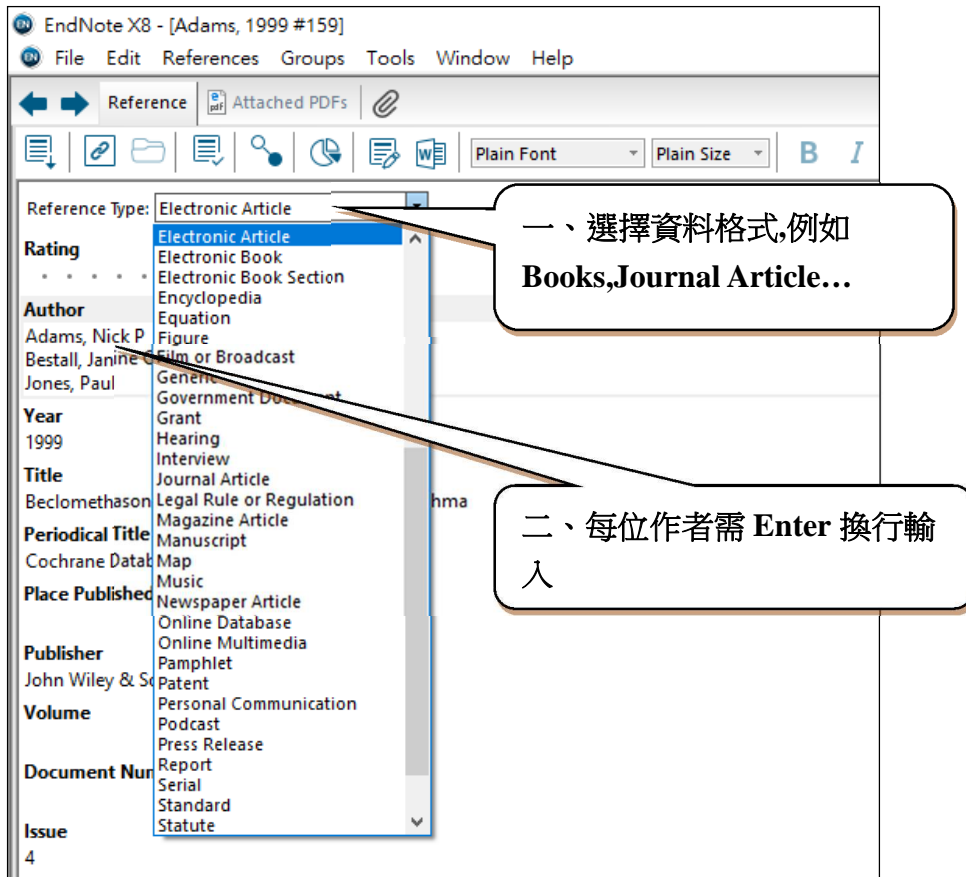 EndNote X8 - [Adams, 1999 #159]
File Edit References Groups Tools Window Help
Reference Attached PDFs
Plain Font Plain Size B I
Reference Type: Electronic Article
一、選擇資料格式,例如
Books,Journal Article…
Rating
Author
Adams, Nick P
Bestall, Janine
Jones, Paul
Year
1999
Title
Beclomethason hma
Periodical Title
Cochrane Datab
Place Published
Publisher
John Wiley & So
Volume
Document Num
Issue
4
Electronic Article
Electronic Book
Electronic Book Section
Encyclopedia
Equation
Figure
Film or Broadcast
Generic
Government Document
Grant
Hearing
Interview
Journal Article
Legal Rule or Regulation
Magazine Article
Manuscript
Map
Music
Newspaper Article
Online Database
Online Multimedia
Pamphlet
Patent
Personal Communication
Podcast
Press Release
Report
Serial
Standard
Statute
二、每位作者需 Enter 換行輸
入